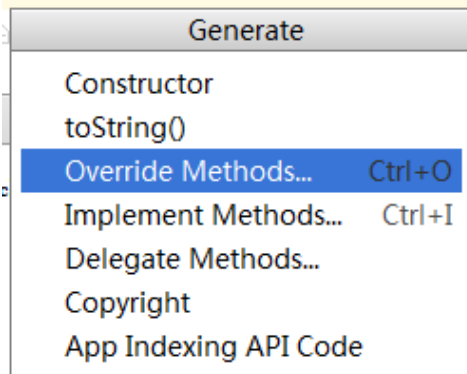 Generate
Constructor
toString()
Override Methods... Ctrl+O
Implement Methods... Ctrl+I
Delegate Methods...
Copyright
App Indexing API Code